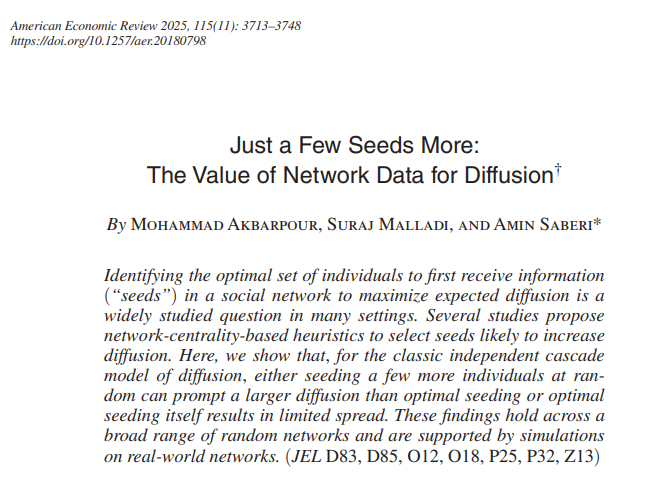 American Economic Review 2025, 115(11): 3713–3748
https://doi.org/10.1257/aer.20180798
Just a Few Seeds More:
The Value of Network Data for Diffusion†
By Mohammad Akbarpour, Suraj Malladi, and Amin Saberi*
Identifying the optimal set of individuals to first receive information
(“seeds”) in a social network to maximize expected diffusion is a
widely studied question in many settings. Several studies propose
network-centrality-based heuristics to select seeds likely to increase
diffusion. Here, we show that, for the classic independent cascade
model of diffusion, either seeding a few more individuals at ran-
dom can prompt a larger diffusion than optimal seeding or optimal
seeding itself results in limited spread. These findings hold across a
broad range of random networks and are supported by simulations
on real-world networks. (JEL D83, D85, O12, O18, P25, P32, Z13)